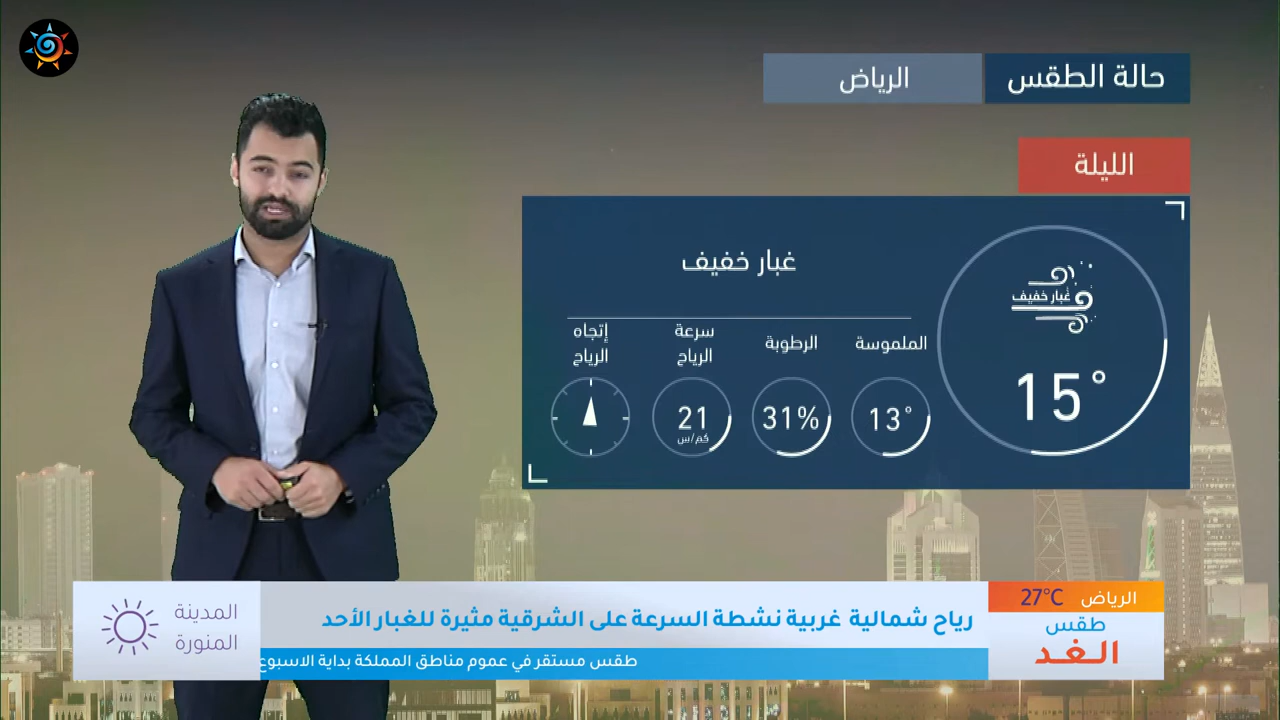 حالة الطقس
الرياض
الليلة
غبار خفيف
غبار خفيف
15°
الملموسة
13°
الرطوبة
31%
سرعة
الرياح
21
كم/س
إتجاه
الرياح
الرياض 27°C
طقس
الـغـد
رياح شمالية غربية نشطة السرعة على الشرقية مثيرة للغبار الأحد
طقس مستقر في عموم مناطق المملكة بداية الاسبوع
المدينة
المنورة